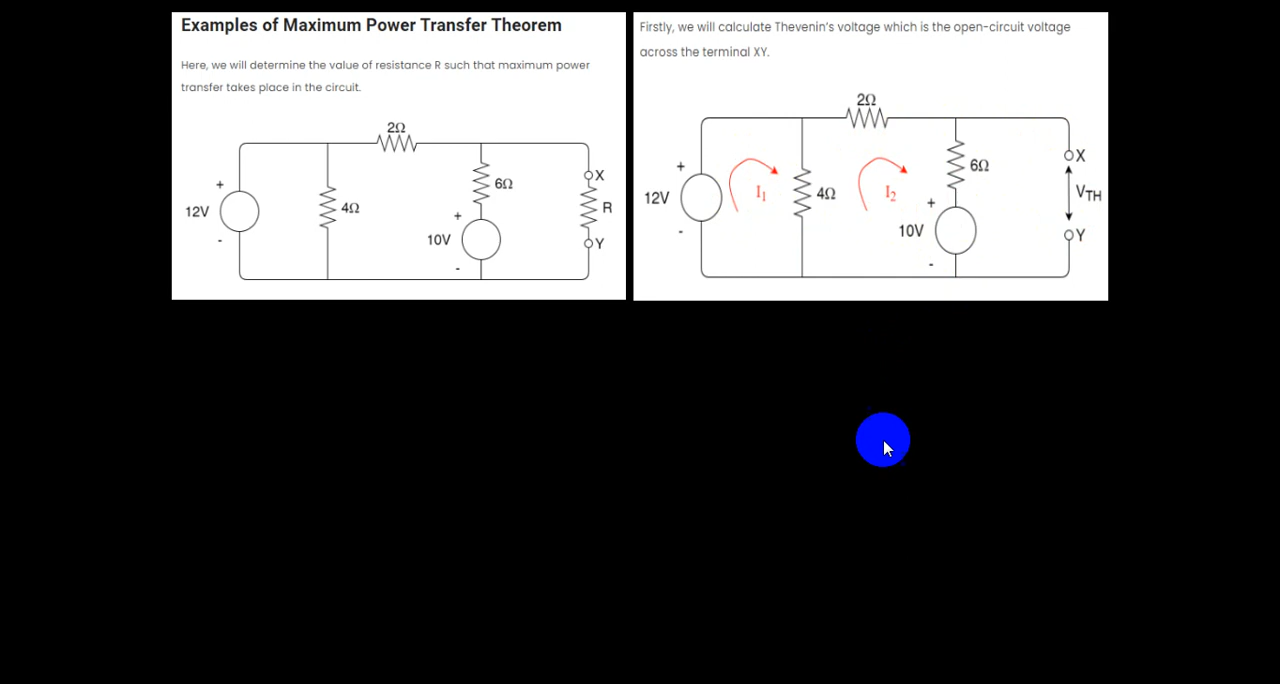 Examples of Maximum Power Transfer Theorem
Here, we will determine the value of resistance R such that maximum power
transfer takes place in the circuit.
2Ω
+
12V
-
4Ω
6Ω
+
10V
-
X
R
Y
Firstly, we will calculate Thevenin's voltage which is the open-circuit voltage
across the terminal XY.
2Ω
+
12V
-
I₁
4Ω
I₂
6Ω
+
10V
-
X
VTH
Y